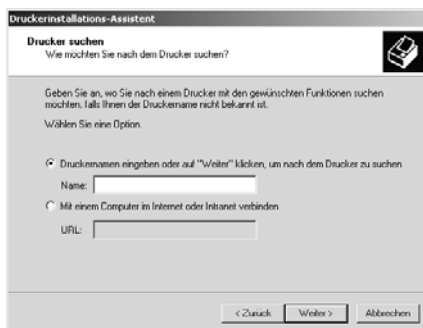 Druckerinstallations-Assistent
Drucker suchen
Wie möchten Sie nach dem Drucker suchen?
Geben Sie an, wo Sie nach einem Drucker mit den gewünschten Funktionen suchen
möchten, falls Ihnen der Druckername nicht bekannt ist.
Wählen Sie eine Option.
Druckernamen eingeben oder auf "Weiter" klicken, um nach dem Drucker zu suchen
Name:
Mit einem Computer im Internet oder Intranet verbinden
URL:
< Zurück Weiter > Abbrechen